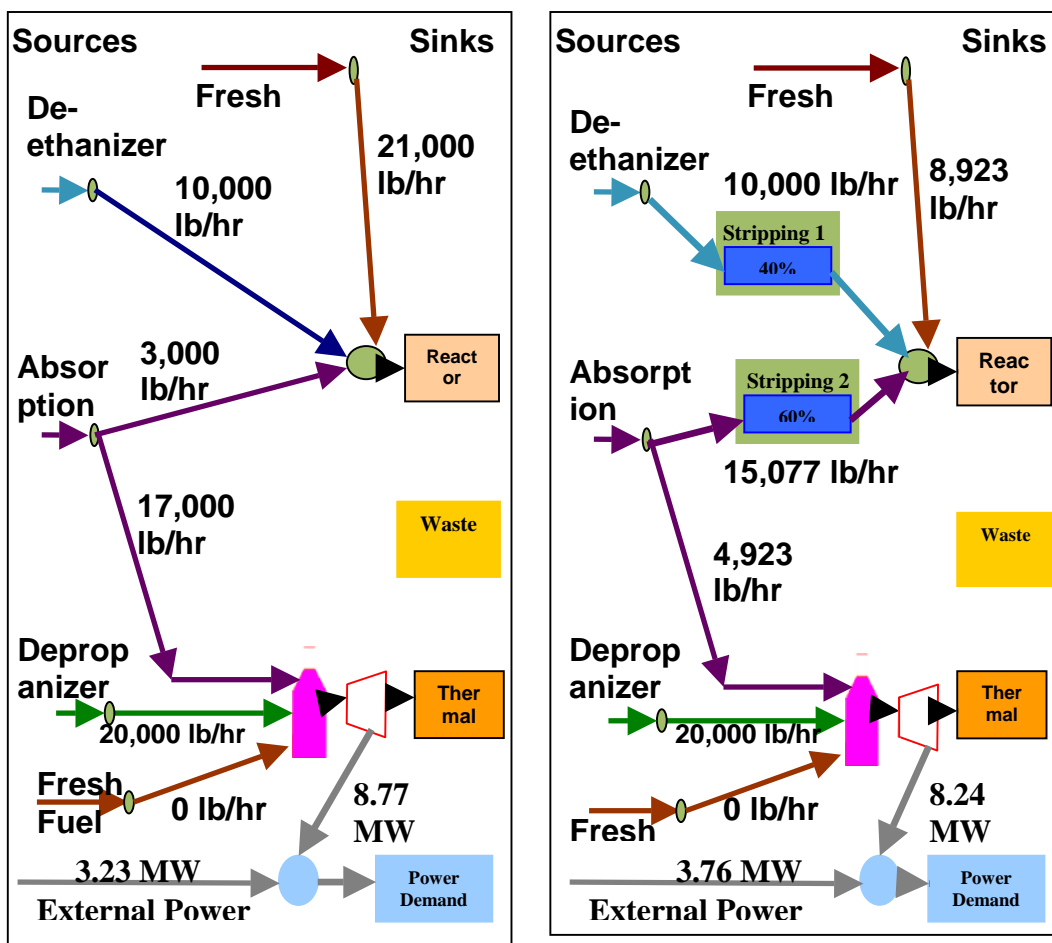 Sources
Sinks
Fresh
De-
ethanizer
21,000
lb/hr
10,000
lb/hr
3,000
lb/hr
React
or
Absor
ption
17,000
lb/hr
Waste
Deprop
anizer
Ther
mal
20,000 lb/hr
Fresh
Fuel
0 lb/hr
8.77
MW
3.23 MW
External Power
Power
Demand
Sources
Sinks
Fresh
De-
ethanizer
10,000 lb/hr
8,923
lb/hr
Stripping 1
40%
Absorpt
ion
Stripping 2
60%
Reac
tor
15,077 lb/hr
4,923
lb/hr
Waste
Deprop
anizer
Ther
mal
20,000 lb/hr
Fresh
0 lb/hr
8.24
MW
3.76 MW
External Power
Power
Demand